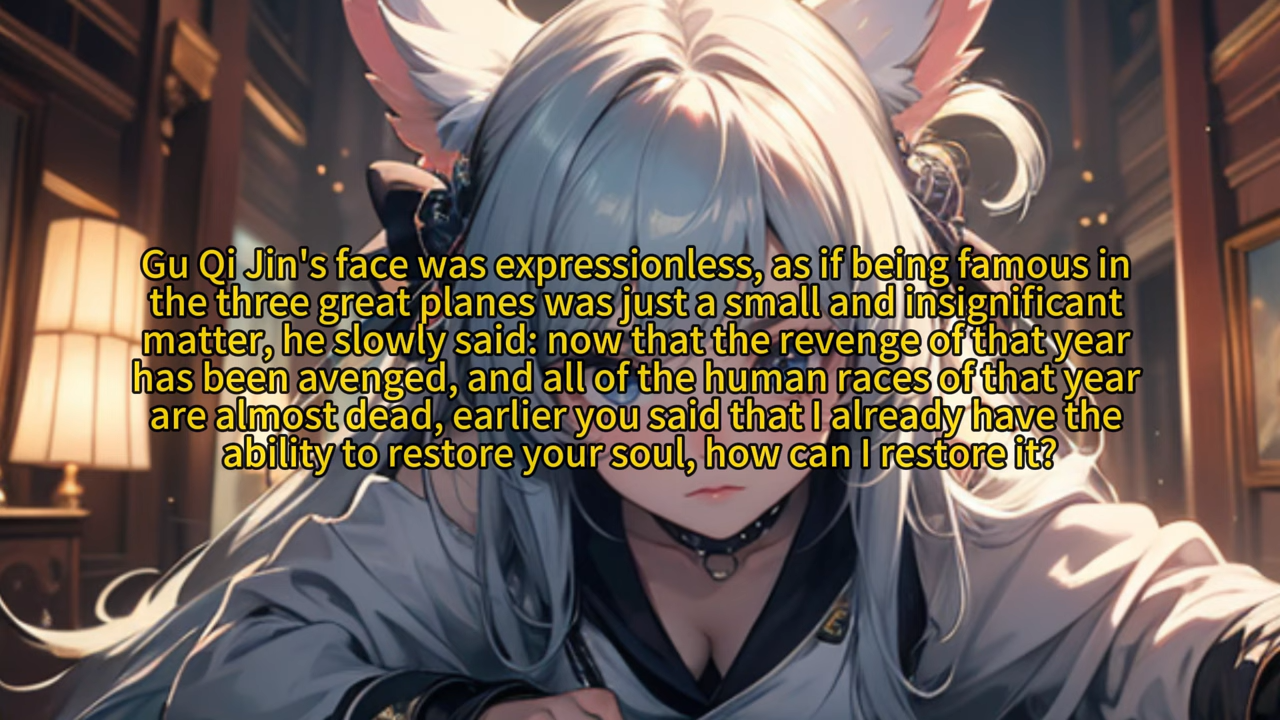 Gu Qi Jin's face was expressionless, as if being famous in
the three great planes was just a small and insignificant
matter, he slowly said: now that the revenge of that year
has been avenged, and all of the human races of that year
are almost dead, earlier you said that I already have the
ability to restore your soul, how can I restore it?